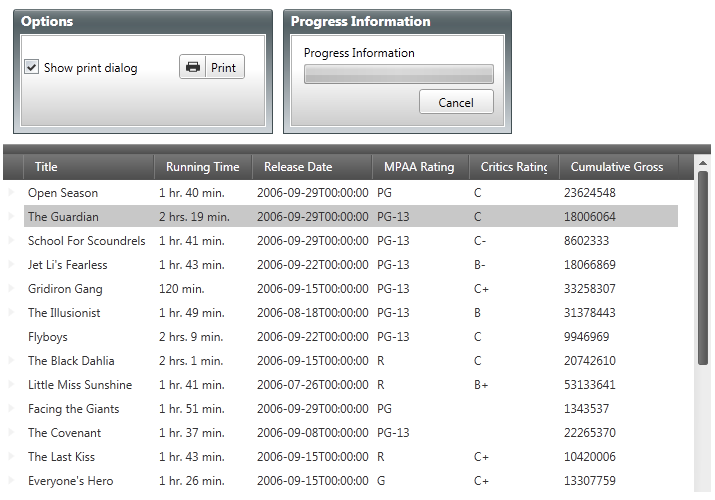 Options
Show print dialog
Print
Progress Information
Progress Information
Cancel
Title Running Time Release Date MPAA Rating Critics Rating Cumulative Gross
Open Season 1 hr. 40 min. 2006-09-29T00:00:00 PG C 23624548
The Guardian 2 hrs. 19 min. 2006-09-29T00:00:00 PG-13 C 18006064
School For Scoundrels 1 hr. 41 min. 2006-09-29T00:00:00 PG-13 C- 8602333
Jet Li's Fearless 1 hr. 43 min. 2006-09-22T00:00:00 PG-13 B- 18066869
Gridiron Gang 120 min. 2006-09-15T00:00:00 PG-13 C+ 33258307
The Illusionist 1 hr. 49 min. 2006-08-18T00:00:00 PG-13 B 31378443
Flyboys 2 hrs. 9 min. 2006-09-22T00:00:00 PG-13 C 9946969
The Black Dahlia 2 hrs. 1 min. 2006-09-15T00:00:00 R C 20742610
Little Miss Sunshine 1 hr. 41 min. 2006-07-26T00:00:00 R B+ 53133641
Facing the Giants 1 hr. 51 min. 2006-09-29T00:00:00 PG 1343537
The Covenant 1 hr. 37 min. 2006-09-08T00:00:00 PG-13 22265370
The Last Kiss 1 hr. 43 min. 2006-09-15T00:00:00 R C+ 10420006
Everyone's Hero 1 hr. 26 min. 2006-09-15T00:00:00 G C+ 13307759